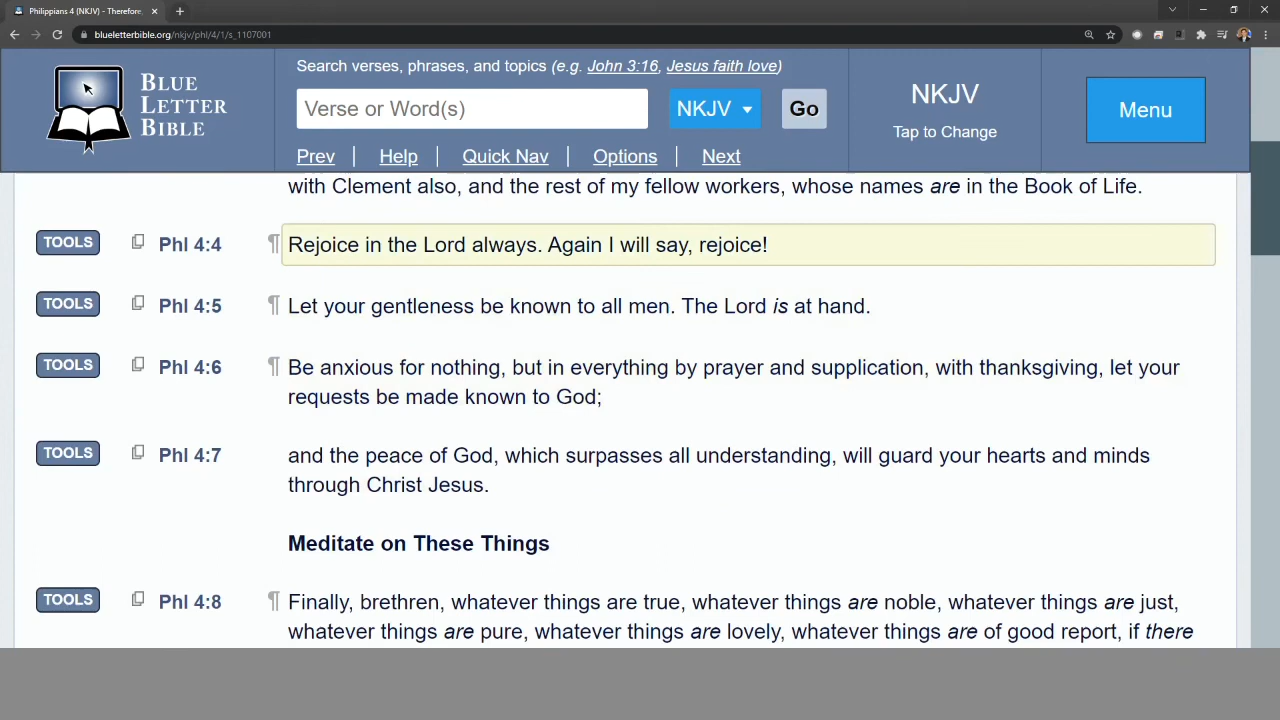 Philippians 4 (NKJV) - Therefore,
blueletterbible.org/nkjv/phl/4/1/s_1107001
BLUE
LETTER
BIBLE
Search verses, phrases, and topics (e.g. John 3:16, Jesus faith love)
Verse or Word(s)
NKJV
Go
Prev | Help | Quick Nav | Options | Next
NKJV
Tap to Change
Menu
with Clement also, and the rest of my fellow workers, whose names are in the Book of Life.
TOOLS Phl 4:4 ¶ Rejoice in the Lord always. Again I will say, rejoice!
TOOLS Phl 4:5 ¶ Let your gentleness be known to all men. The Lord is at hand.
TOOLS Phl 4:6 ¶ Be anxious for nothing, but in everything by prayer and supplication, with thanksgiving, let your
requests be made known to God;
TOOLS Phl 4:7 and the peace of God, which surpasses all understanding, will guard your hearts and minds
through Christ Jesus.
Meditate on These Things
TOOLS Phl 4:8 ¶ Finally, brethren, whatever things are true, whatever things are noble, whatever things are just,
whatever things are pure, whatever things are lovely, whatever things are of good report, if there